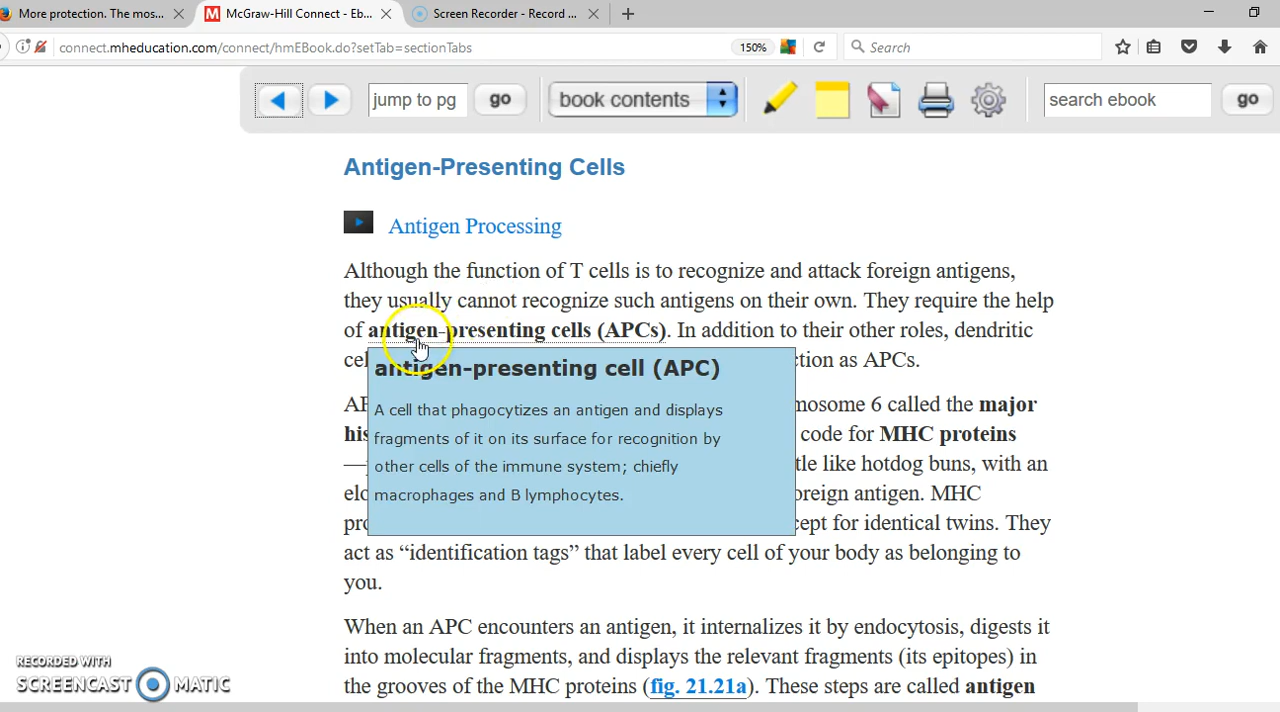 More protection. The mos...
McGraw-Hill Connect - Eb...
Screen Recorder - Record ...
connect.mheducation.com/connect/hmEBook.do?setTab=sectionTabs
150%
Search
jump to pg
go
book contents
search ebook
go
Antigen-Presenting Cells
Antigen Processing
Although the function of T cells is to recognize and attack foreign antigens,
they usually cannot recognize such antigens on their own. They require the help
of antigen-presenting cells (APCs). In addition to their other roles, dendritic
ction as APCs.
antigen-presenting cell (APC)
A cell that phagocytizes an antigen and displays
fragments of it on its surface for recognition by
other cells of the immune system; chiefly
macrophages and B lymphocytes.
mosome 6 called the major
code for MHC proteins
tle like hotdog buns, with an
oreign antigen. MHC
cept for identical twins. They
act as “identification tags” that label every cell of your body as belonging to
you.
When an APC encounters an antigen, it internalizes it by endocytosis, digests it
into molecular fragments, and displays the relevant fragments (its epitopes) in
the grooves of the MHC proteins (fig. 21.21a). These steps are called antigen
RECORDED WITH
SCREENCAST MATIC